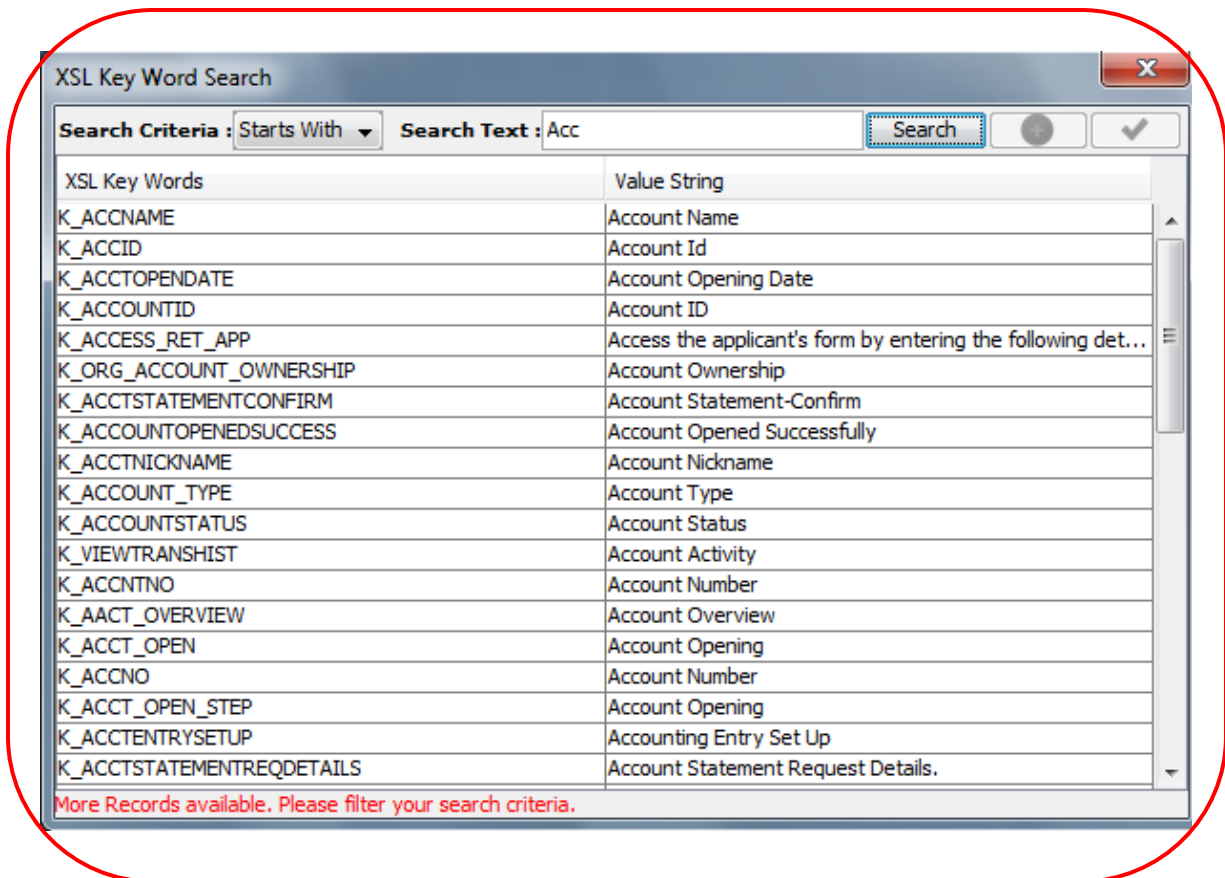 XSL Key Word Search
Search Criteria : Starts With Search Text : Acc Search
XSL Key Words Value String
K_ACCNAME Account Name
K_ACCID Account Id
K_ACCTOPENDATE Account Opening Date
K_ACCOUNTID Account ID
K_ACCESS_RET_APP Access the applicant's form by entering the following det...
K_ORG_ACCOUNT_OWNERSHIP Account Ownership
K_ACCTSTATEMENTCONFIRM Account Statement-Confirm
K_ACCOUNTOPENEDSUCCESS Account Opened Successfully
K_ACCTNICKNAME Account Nickname
K_ACCOUNT_TYPE Account Type
K_ACCOUNTSTATUS Account Status
K_VIEWTRANSHIST Account Activity
K_ACCNTNO Account Number
K_AACT_OVERVIEW Account Overview
K_ACCT_OPEN Account Opening
K_ACCNO Account Number
K_ACCT_OPEN_STEP Account Opening
K_ACCTENTRYSETUP Accounting Entry Set Up
K_ACCTSTATEMENTREQDETAILS Account Statement Request Details.
More Records available. Please filter your search criteria.